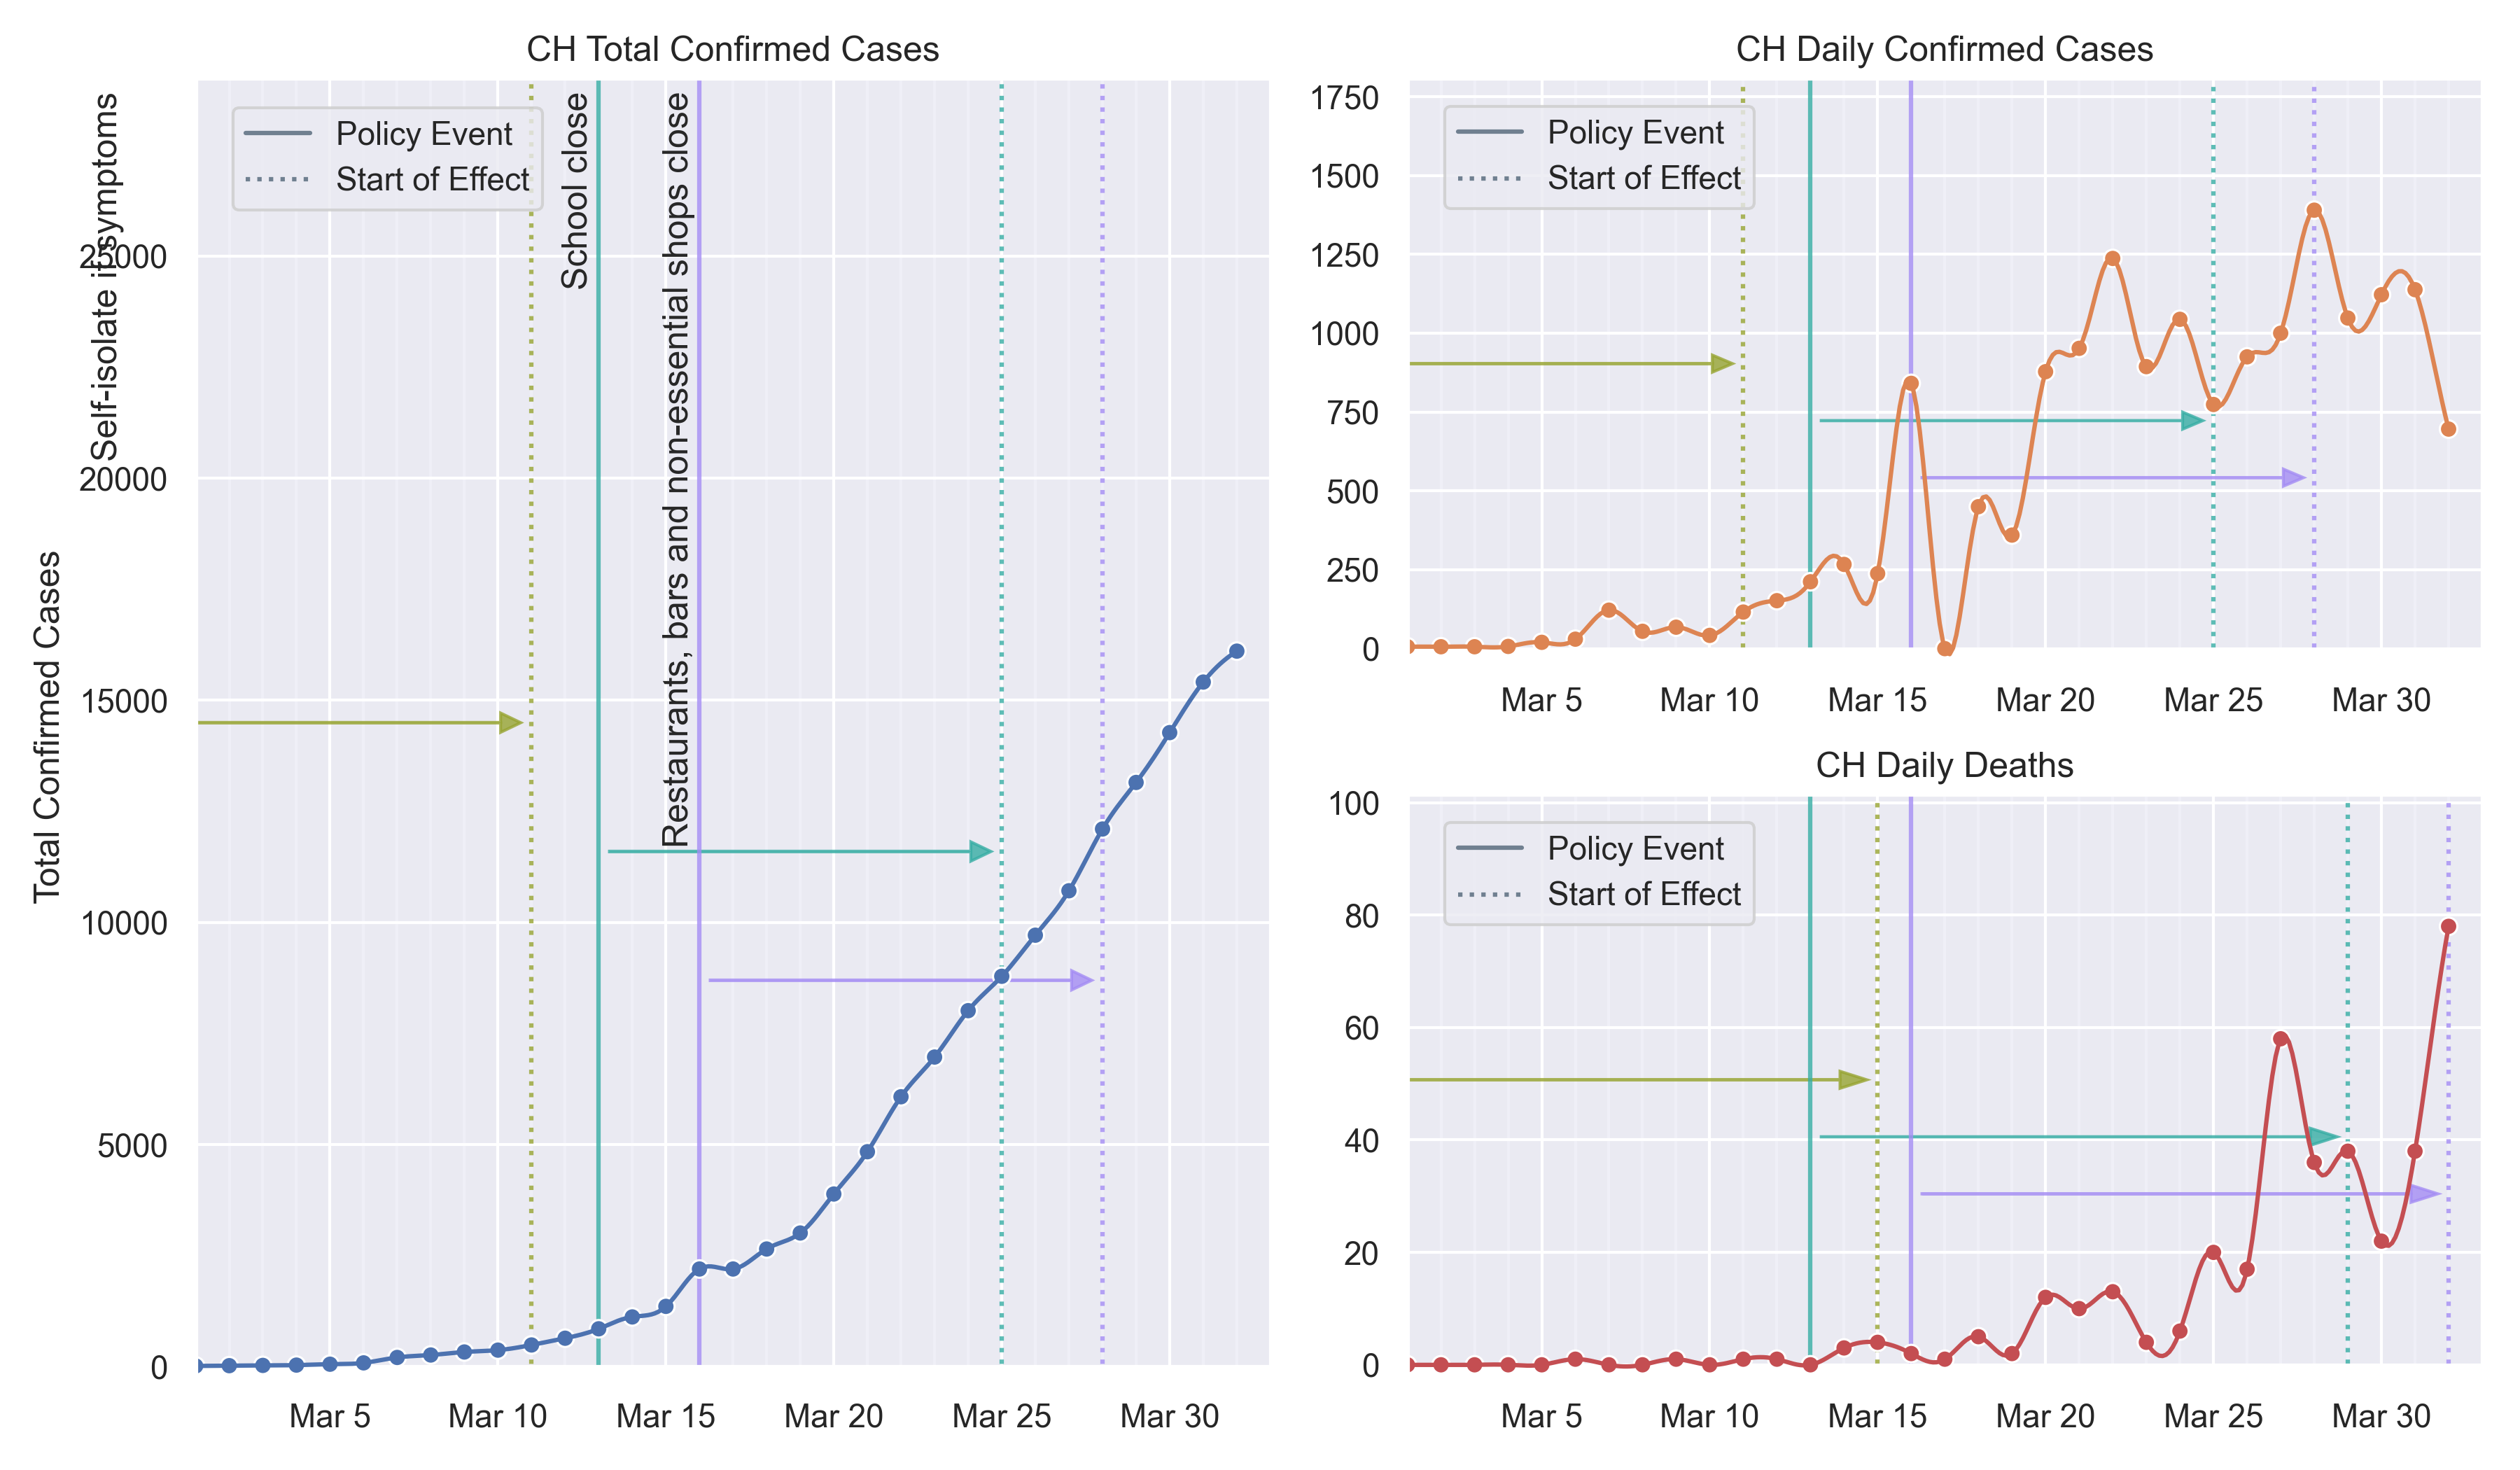 CH Total Confirmed Cases
Policy Event
Start of Effect
Self-isolate if symptoms
School close
Restaurants, bars and non-essential shops close
Total Confirmed Cases
25000
20000
15000
10000
5000
0
Mar 5 Mar 10 Mar 15 Mar 20 Mar 25 Mar 30
CH Daily Confirmed Cases
Policy Event
Start of Effect
1750
1500
1250
1000
750
500
250
0
Mar 5 Mar 10 Mar 15 Mar 20 Mar 25 Mar 30
CH Daily Deaths
Policy Event
Start of Effect
100
80
60
40
20
0
Mar 5 Mar 10 Mar 15 Mar 20 Mar 25 Mar 30